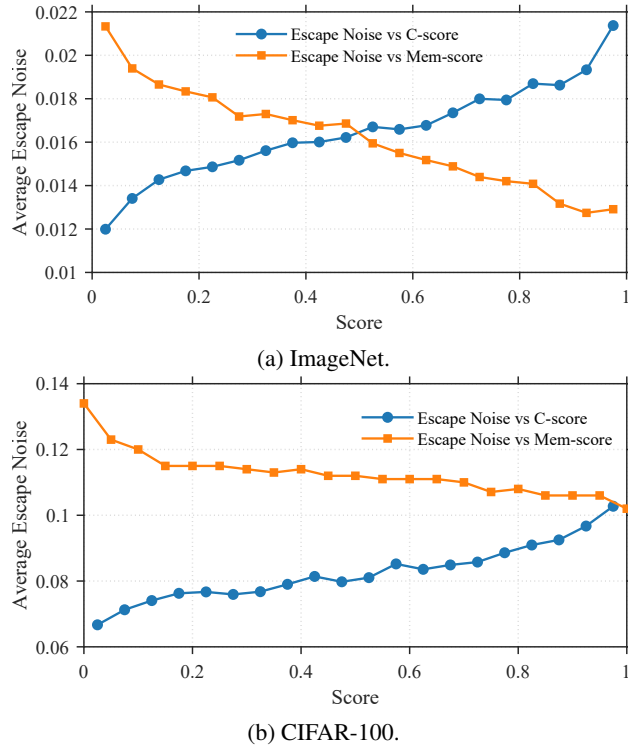 0.022
0.02
0.018
0.016
0.014
0.012
0.01
Average Escape Noise
Escape Noise vs C-score
Escape Noise vs Mem-score
0 0.2 0.4 0.6 0.8 1
Score
(a) ImageNet.
0.14
0.12
0.1
0.08
0.06
Average Escape Noise
Escape Noise vs C-score
Escape Noise vs Mem-score
0 0.2 0.4 0.6 0.8 1
Score
(b) CIFAR-100.